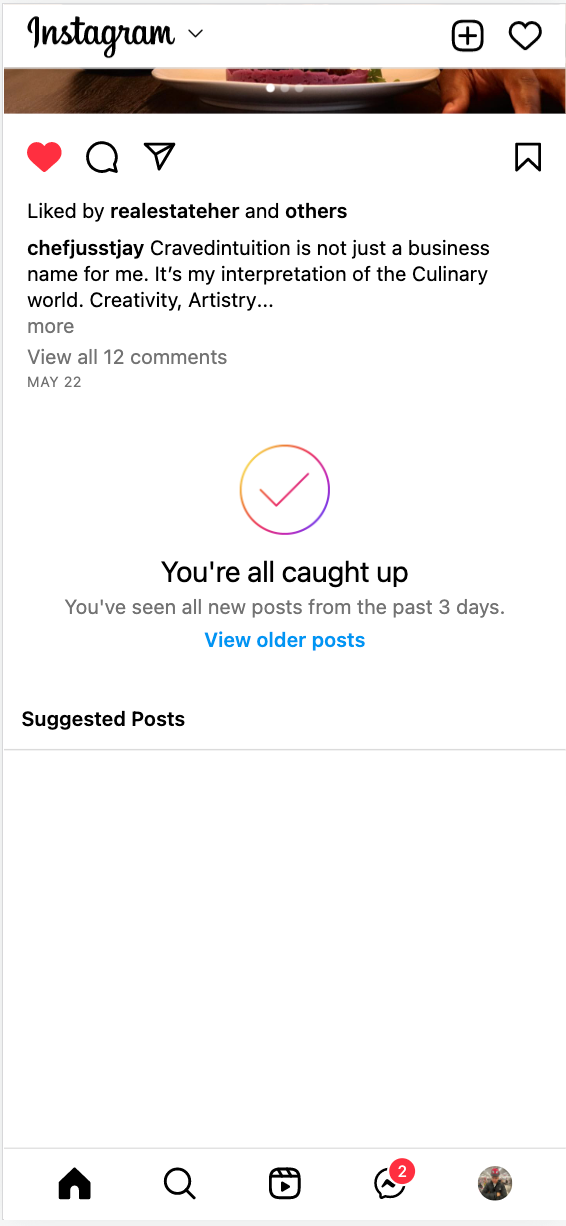 Instagram
Liked by realestateher and others
chefjusstjay Cravedintuition is not just a business
name for me. It’s my interpretation of the Culinary
world. Creativity, Artistry...
more
View all 12 comments
MAY 22
You're all caught up
You've seen all new posts from the past 3 days.
View older posts
Suggested Posts
2